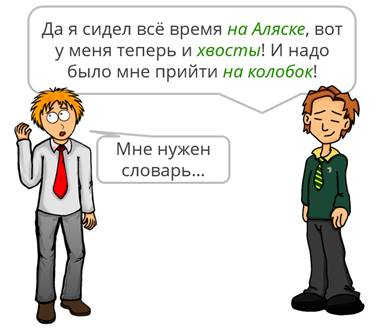 Да я сидел всё время на Аляске, вот
у меня теперь и хвосты! И надо
было мне прийти на колобок!
Мне нужен
словарь...